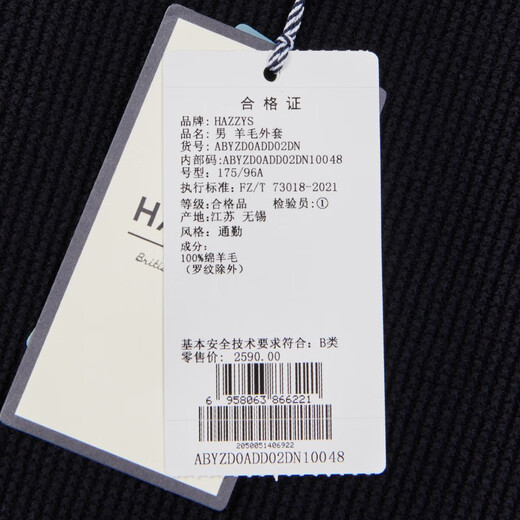 合格证
品牌: HAZZYS
品名: 男 羊毛外套
货号: ABYZD0ADD02DN
内部码: ABYZD0ADD02DN10048
号型: 175/96A
执行标准: FZ/T 73018-2021
等级: 合格品 检验员: ①
产地: 江苏 无锡
风格: 通勤
成分:
100%绵羊毛
(罗纹除外)
基本安全技术要求符合: B类
零售价: 2590.00
6 958063 866221
2050051406922
ABYZD0ADD02DN10048
HA
Britis